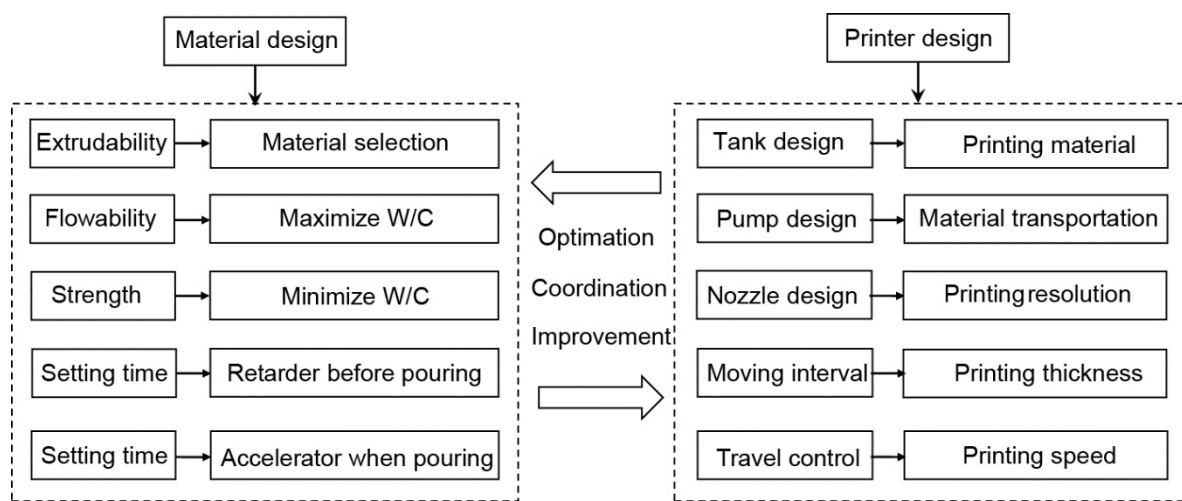 Material design
Extrudability
Material selection
Flowability
Maximize W/C
Strength
Minimize W/C
Setting time
Retarder before pouring
Setting time
Accelerator when pouring
Optimation
Coordination
Improvement
Printer design
Tank design
Printing material
Pump design
Material transportation
Nozzle design
Printing resolution
Moving interval
Printing thickness
Travel control
Printing speed